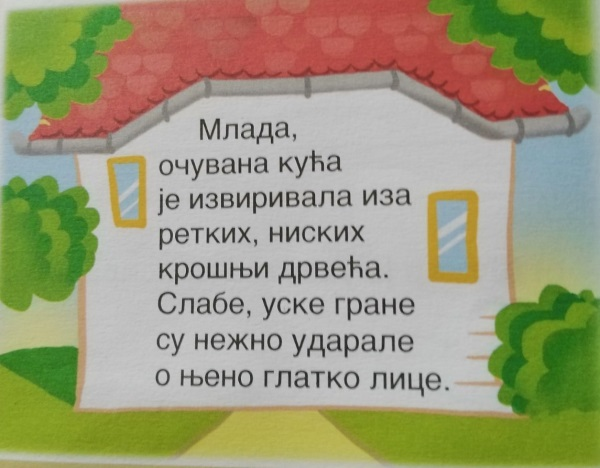 Млада,
очувана кућа
је извиривала иза
ретких, ниских
крошњи дрвећа.
Слабе, уске гране
су нежно ударале
о њено глатко лице.